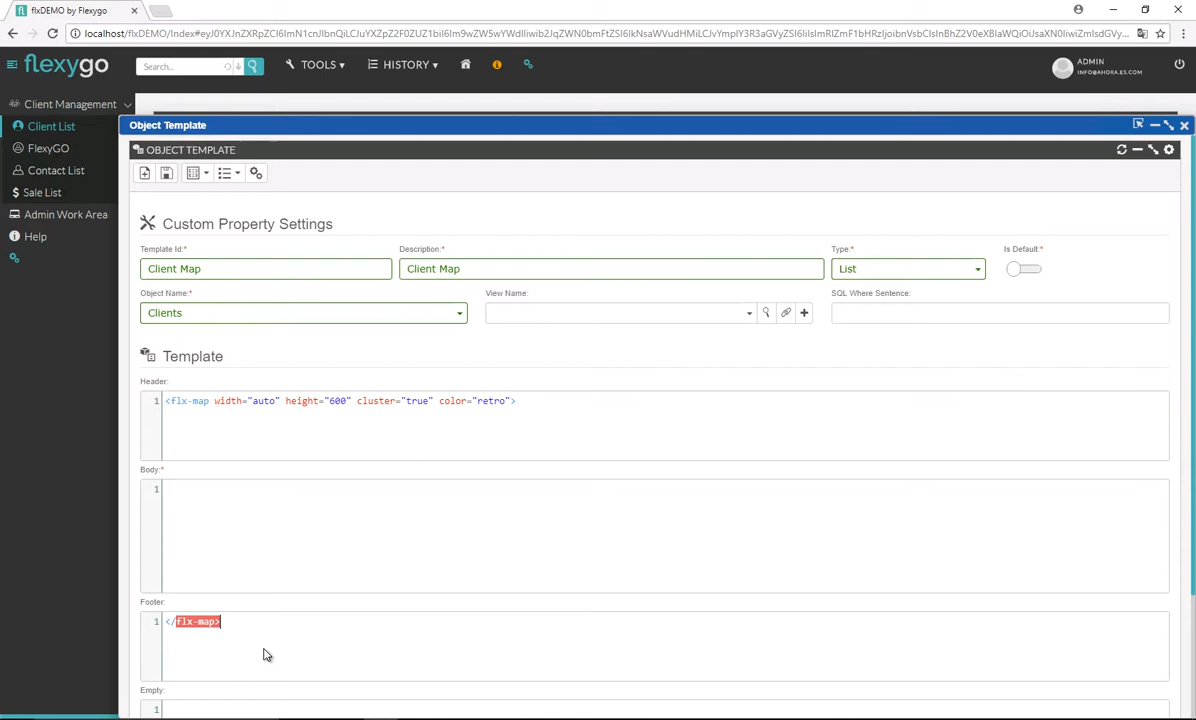 flxDEMO by Flexygo
localhost/flxDEMO/Index#
flexygo
Search...
TOOLS
HISTORY
ADMIN
INFO@AHORA.ES.COM
Client Management
Client List
FlexyGO
Contact List
Sale List
Admin Work Area
Help
Object Template
OBJECT TEMPLATE
Custom Property Settings
Template Id:* Description:* Type:* Is Default:*
Client Map Client Map List
Object Name:* View Name: SQL Where Sentence:
Clients
Template
Header:
1 <flx-map width="auto" height="600" cluster="true" color="retro">
Body:*
1
Footer:
1 </flx-map>
Empty:
1